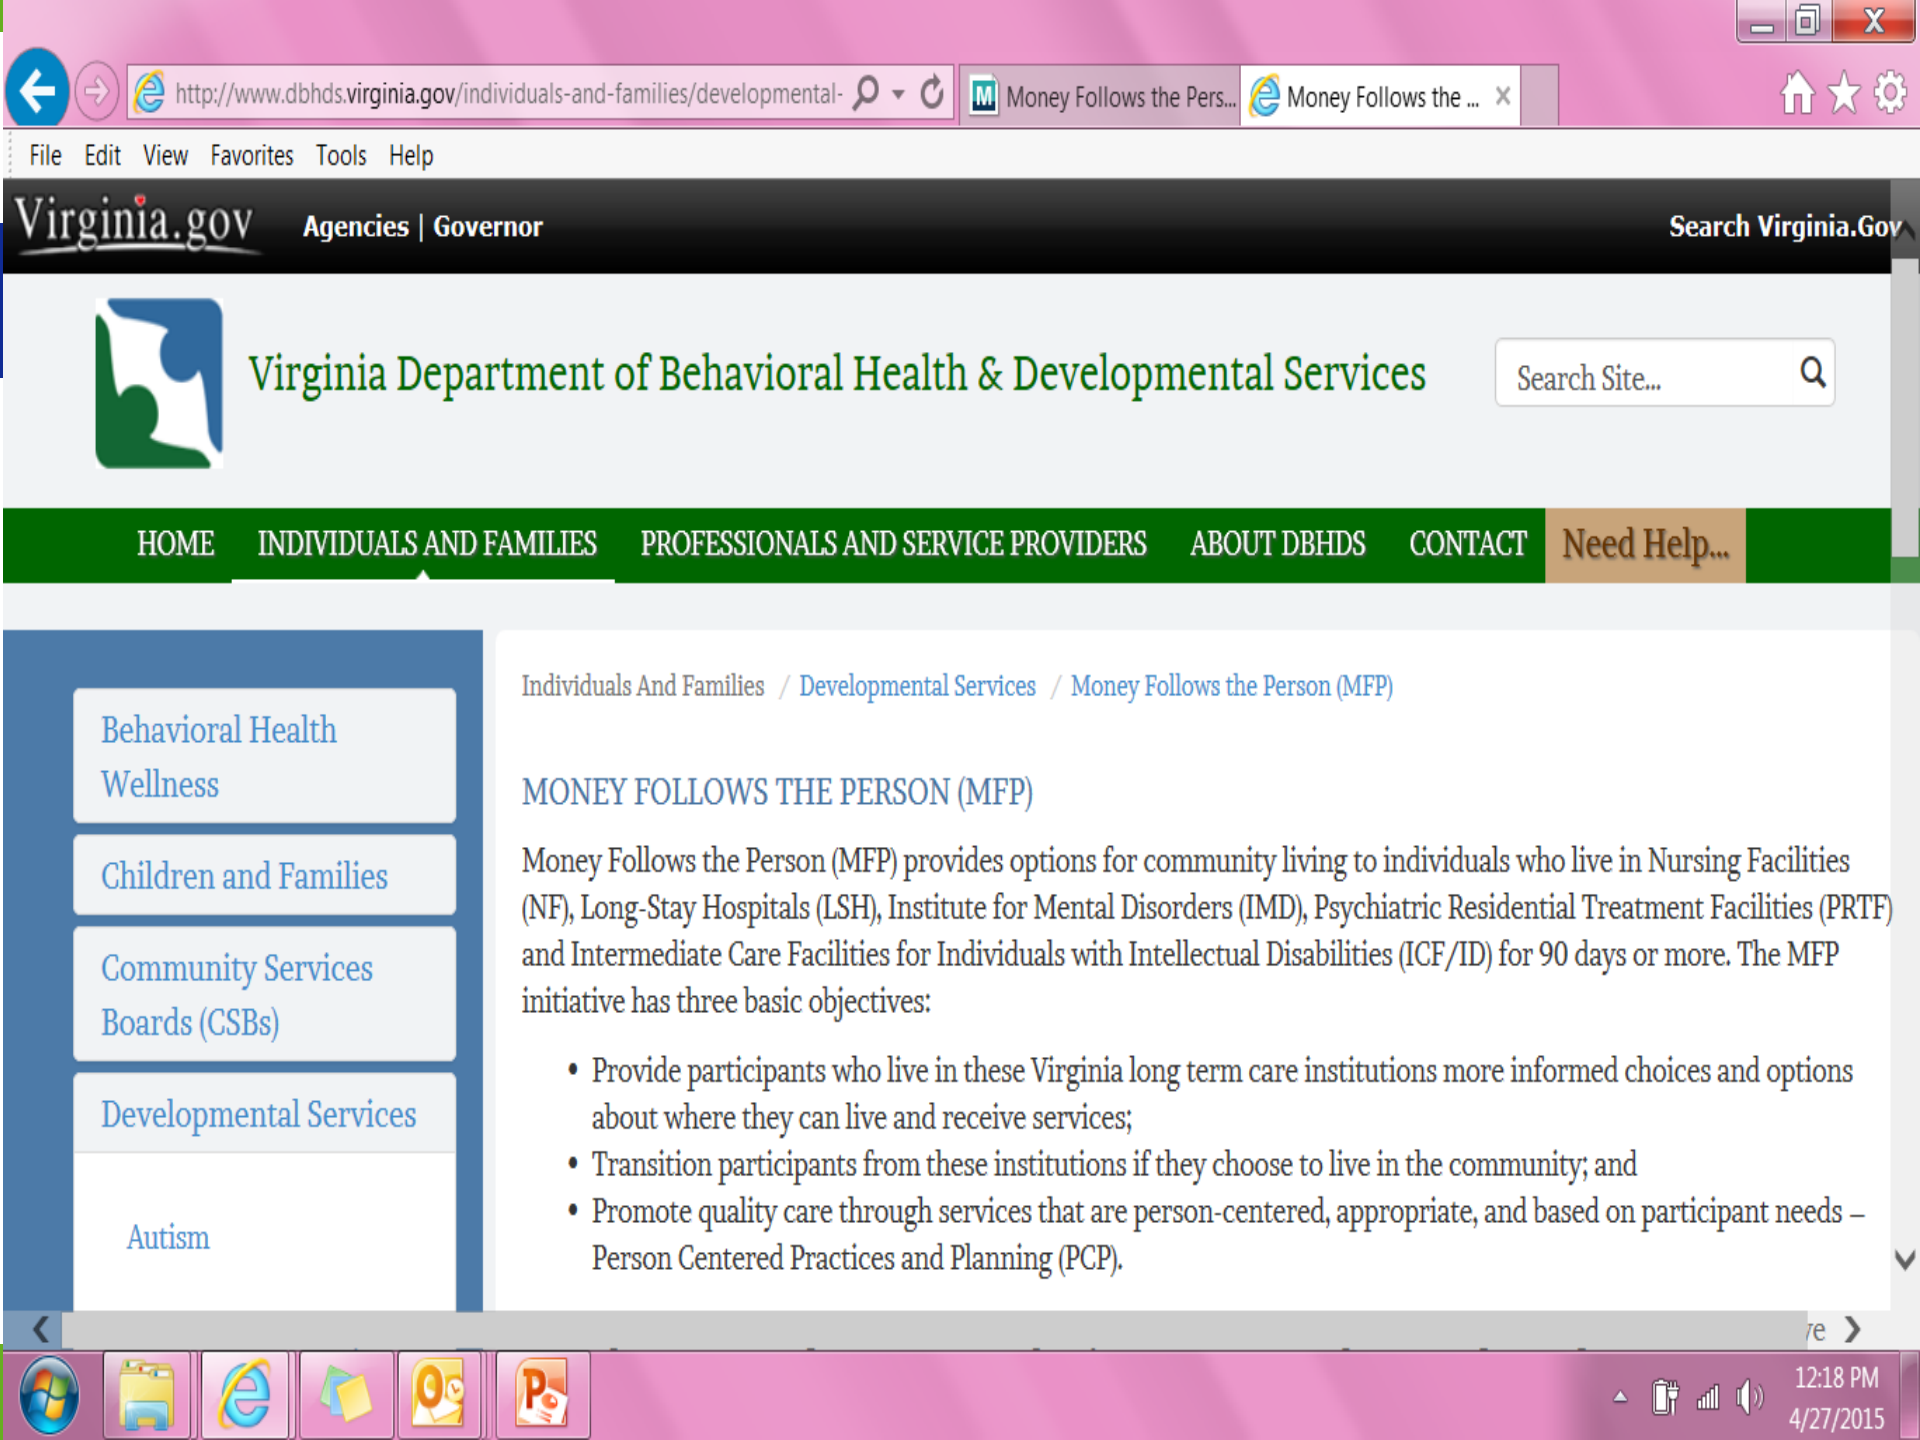 X
http://www.dbhds.virginia.gov/individuals-and-families/developmental-
M Money Follows the Pers...
Money Follows the ...
File Edit View Favorites Tools Help
Virginia.gov Agencies | Governor Search Virginia.Gov
Virginia Department of Behavioral Health & Developmental Services
Search Site...
HOME INDIVIDUALS AND FAMILIES PROFESSIONALS AND SERVICE PROVIDERS ABOUT DBHDS CONTACT Need Help...
Behavioral Health
Wellness
Children and Families
Community Services
Boards (CSBs)
Developmental Services
Autism
Individuals And Families / Developmental Services / Money Follows the Person (MFP)
MONEY FOLLOWS THE PERSON (MFP)
Money Follows the Person (MFP) provides options for community living to individuals who live in Nursing Facilities
(NF), Long-Stay Hospitals (LSH), Institute for Mental Disorders (IMD), Psychiatric Residential Treatment Facilities (PRTF)
and Intermediate Care Facilities for Individuals with Intellectual Disabilities (ICF/ID) for 90 days or more. The MFP
initiative has three basic objectives:
• Provide participants who live in these Virginia long term care institutions more informed choices and options
about where they can live and receive services;
• Transition participants from these institutions if they choose to live in the community; and
• Promote quality care through services that are person-centered, appropriate, and based on participant needs –
Person Centered Practices and Planning (PCP).
12:18 PM
4/27/2015